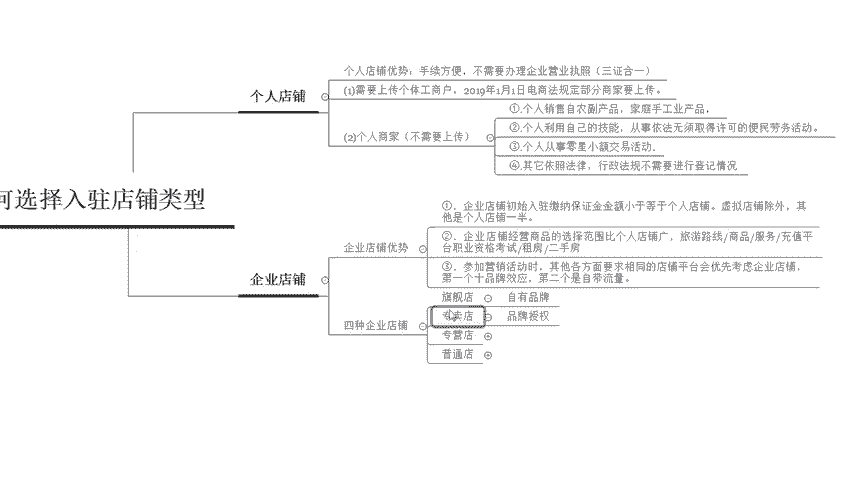 个人店铺
个人店铺优势：手续方便，不需要办理企业营业执照（三证合一）
(1)需要上传个体工商户，2019年1月1日电商法规定部分商家要上传。
(2)个人商家（不需要上传）
①.个人销售自农副产品，家庭手工业产品，
②.个人利用自己的技能，从事依法无须取得许可的便民劳务活动。
③.个人从事零星小额交易活动.
④.其它依照法律，行政法规不需要进行登记情况
何选择入驻店铺类型
企业店铺
企业店铺优势
①．企业店铺初始入驻缴纳保证金金额小于等于个人店铺。虚拟店铺除外，其
他是个人店铺一半。
②．企业店铺经营商品的选择范围比个人店铺广，旅游路线/商品/服务/充值平
台职业资格考试/租房/二手房
③．参加营销活动时，其他各方面要求相同的店铺平台会优先考虑企业店铺，
第一个十品牌效应，第二个是自带流量。
四种企业店铺
旗舰店
自有品牌
专卖店
品牌授权
专营店
普通店